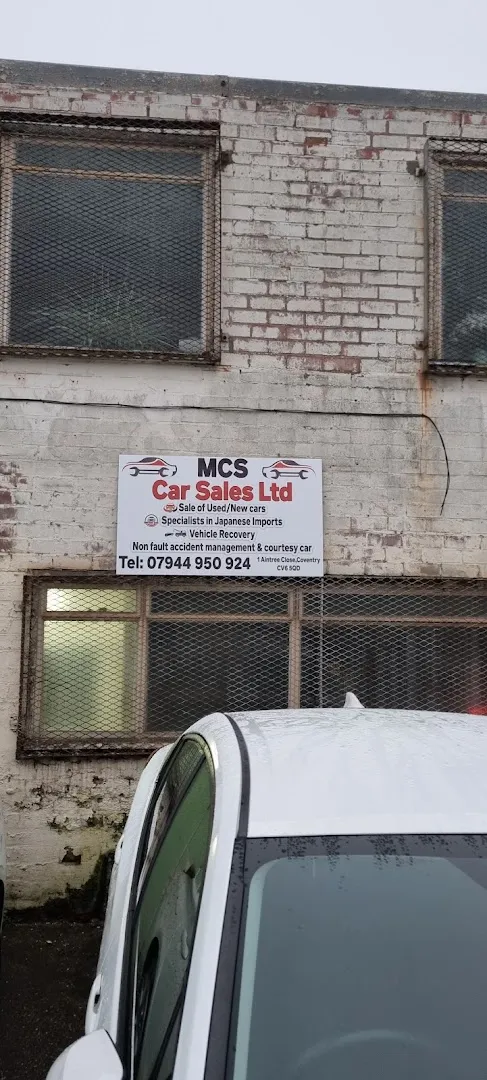 MCS
Car Sales Ltd
Sale of Used/New cars
Specialists in Japanese Imports
Vehicle Recovery
Non fault accident management & courtesy car
Tel: 07944 950 924
1 Aintree Close,Coventry
CV6 5QD